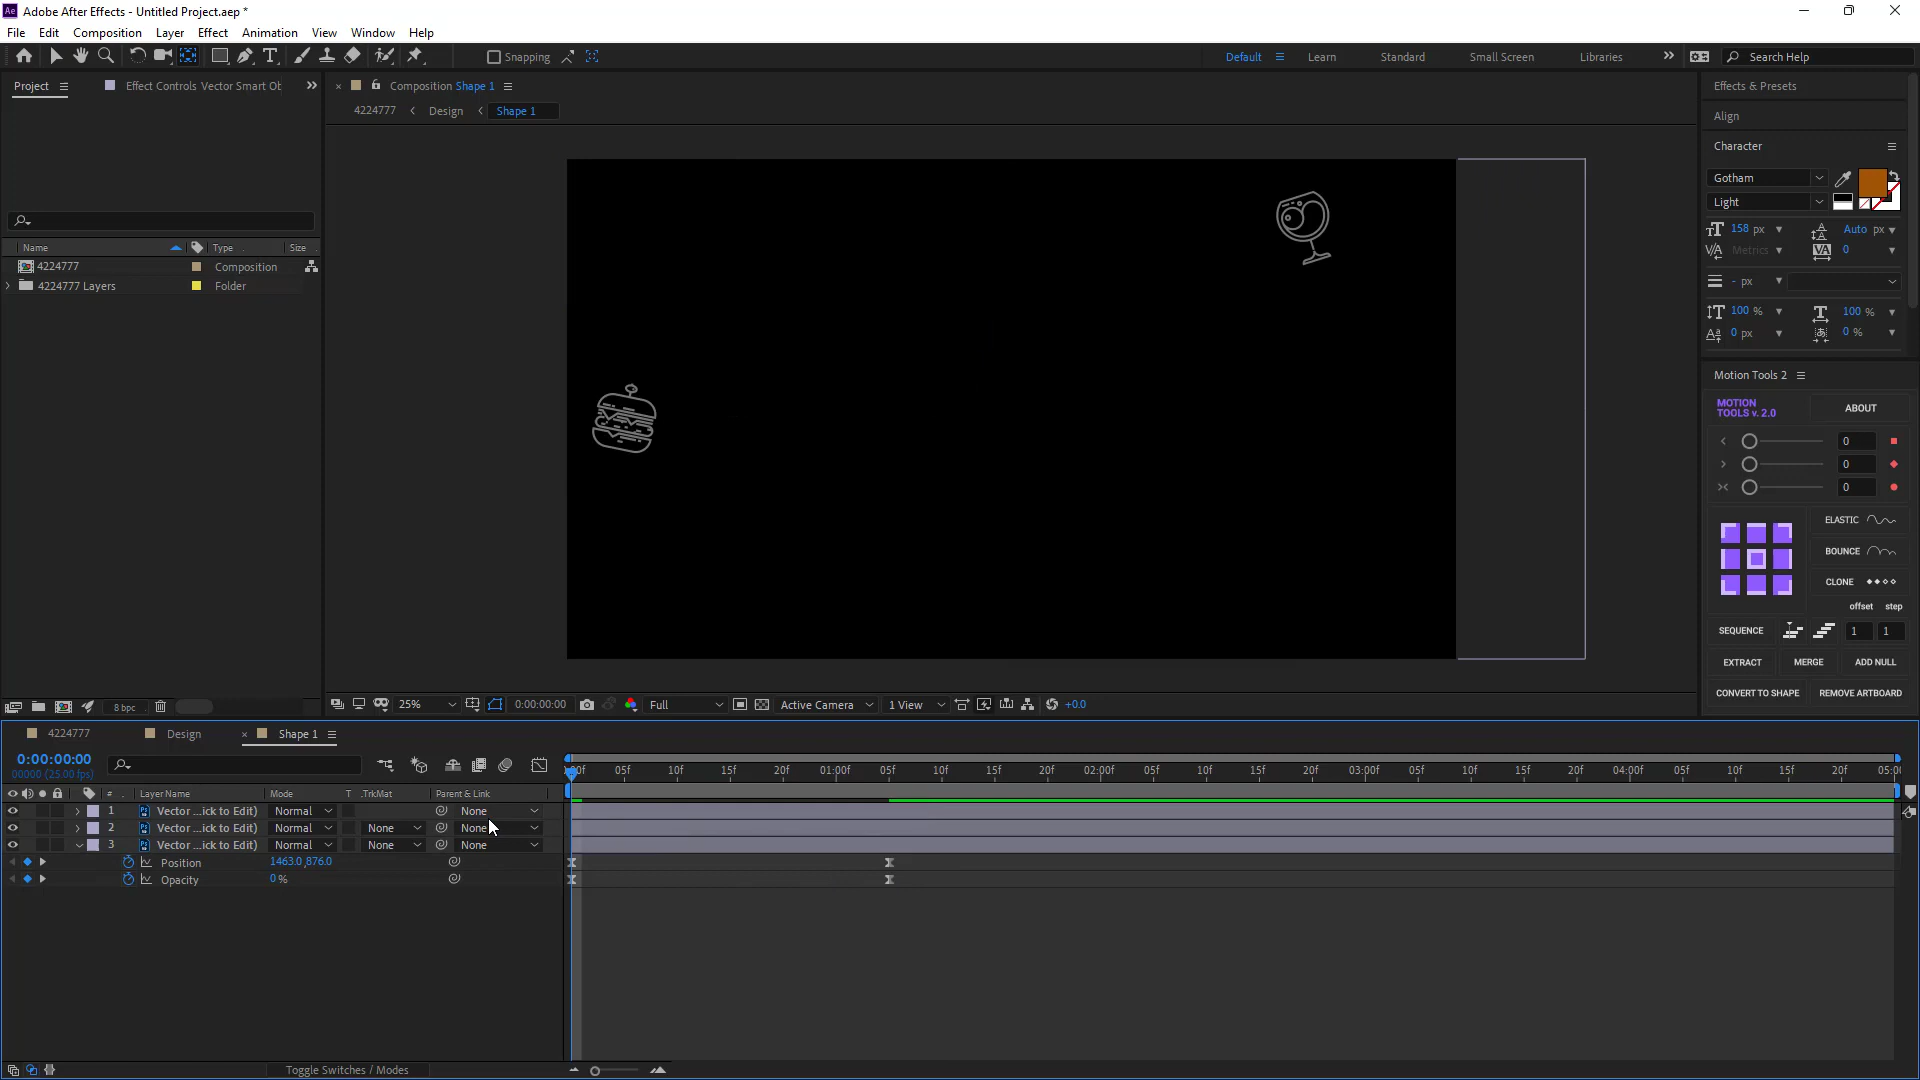 Adobe After Effects - Untitled Project.aep *
File Edit Composition Layer Effect Animation View Window Help
Snapping
Default Learn Standard Small Screen Libraries Search Help
Project Effect Controls Vector Smart Ob
Composition Shape 1
4224777 Design Shape 1
Name Type Size
4224777 Composition
4224777 Layers Folder
8 bpc
25% 0:00:00:00 Full Active Camera 1 View +0.0
Effects & Presets
Align
Character
Gotham
Light
158 px Auto px
Metrics 0
- px
100 % 100 %
0 px 0 %
Motion Tools 2
MOTION
TOOLS v. 2.0
ABOUT
0
0
0
ELASTIC
BOUNCE
CLONE
offset step
SEQUENCE 1 1
EXTRACT MERGE ADD NULL
CONVERT TO SHAPE REMOVE ARTBOARD
4224777 Design Shape 1
0:00:00:00
00000 (25.00 fps)
05f 10f 15f 20f 01:00f 05f 10f 15f 20f 02:00f 05f 10f 15f 20f 03:00f 05f 10f 15f 20f 04:00f 05f 10f 15f 20f 05:0
# Layer Name Mode T .TrkMat Parent & Link
1 Vector ...ick to Edit) Normal None
2 Vector ...ick to Edit) Normal None None
3 Vector ...ick to Edit) Normal None None
Position 1463.0,876.0
Opacity 0 %
Toggle Switches / Modes